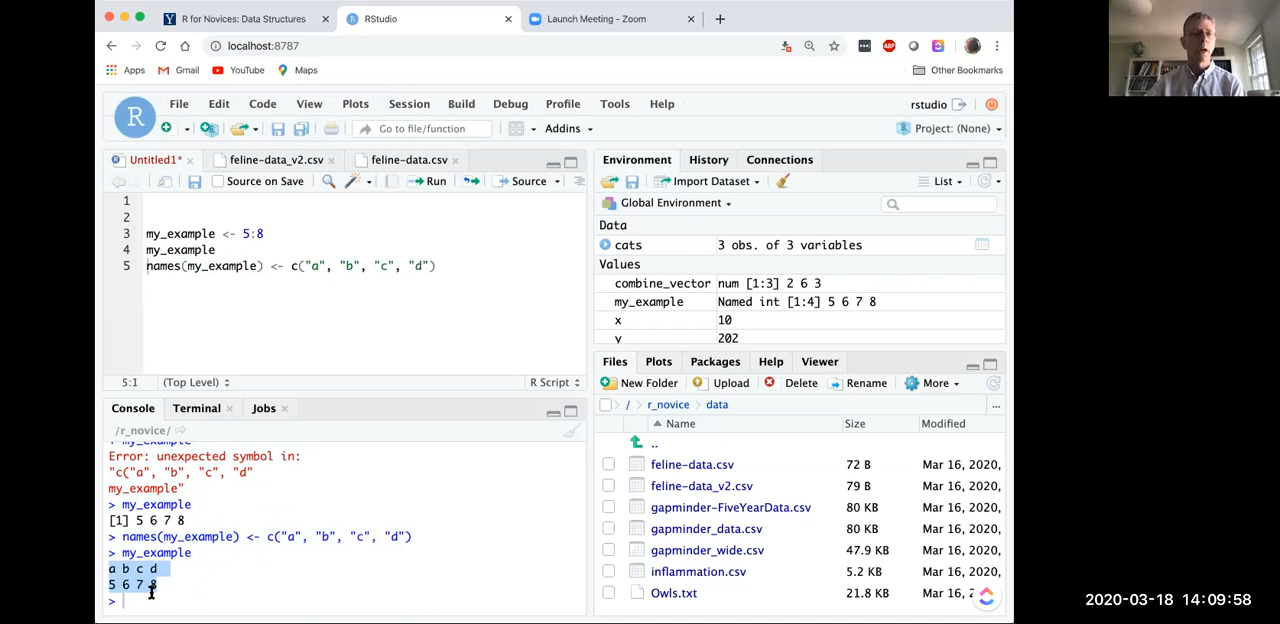 R for Novices: Data Structures
RStudio
Launch Meeting - Zoom
localhost:8787
ABP
Apps
Gmail
YouTube
Maps
Other Bookmarks
R
File Edit Code View Plots Session Build Debug Profile Tools Help
rstudio
Go to file/function
Addins
Project: (None)
Untitled1*
feline-data_v2.csv
feline-data.csv
Source on Save
Run
Source
1
2
3 my_example <- 5:8
4 my_example
5 names(my_example) <- c("a", "b", "c", "d")
5:1 (Top Level)
R Script
Console Terminal Jobs
/r_novice/
Error: unexpected symbol in:
"c("a", "b", "c", "d"
my_example"
> my_example
[1] 5 6 7 8
> names(my_example) <- c("a", "b", "c", "d")
> my_example
a b c d
5 6 7 8
>
Environment History Connections
Import Dataset
List
Global Environment
Data
cats 3 obs. of 3 variables
Values
combine_vector num [1:3] 2 6 3
my_example Named int [1:4] 5 6 7 8
x 10
y 202
Files Plots Packages Help Viewer
New Folder Upload Delete Rename More
/ r_novice data
...
Name Size Modified
..
feline-data.csv 72 B Mar 16, 2020,
feline-data_v2.csv 79 B Mar 16, 2020,
gapminder-FiveYearData.csv 80 KB Mar 16, 2020,
gapminder_data.csv 80 KB Mar 16, 2020,
gapminder_wide.csv 47.9 KB Mar 16, 2020,
inflammation.csv 5.2 KB Mar 16, 2020,
Owls.txt 21.8 KB Mar 16, 2
2020-03-18 14:09:58